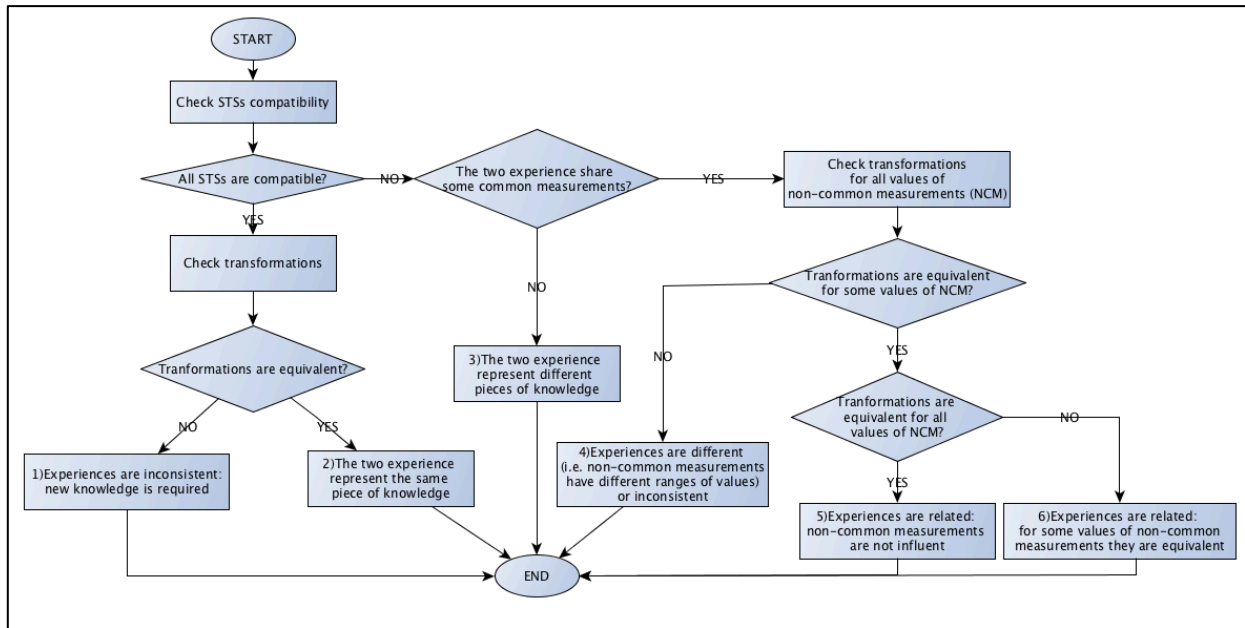 START
Check STSs compatibility
All STSs are compatible?
NO
The two experience share
some common measurements?
YES
Check transformations
for all values of
non-common measurements (NCM)
YES
Check transformations
NO
Tranformations are equivalent
for some values of NCM?
Tranformations are equivalent?
NO
YES
3)The two experience
represent different
pieces of knowledge
NO
YES
Tranformations are
equivalent for all
values of NCM?
NO
1)Experiences are inconsistent:
new knowledge is required
2)The two experience
represent the same
piece of knowledge
4)Experiences are different
(i.e. non-common measurements
have different ranges of values)
or inconsistent
YES
5)Experiences are related:
non-common measurements
are not influent
6)Experiences are related:
for some values of non-common
measurements they are equivalent
END